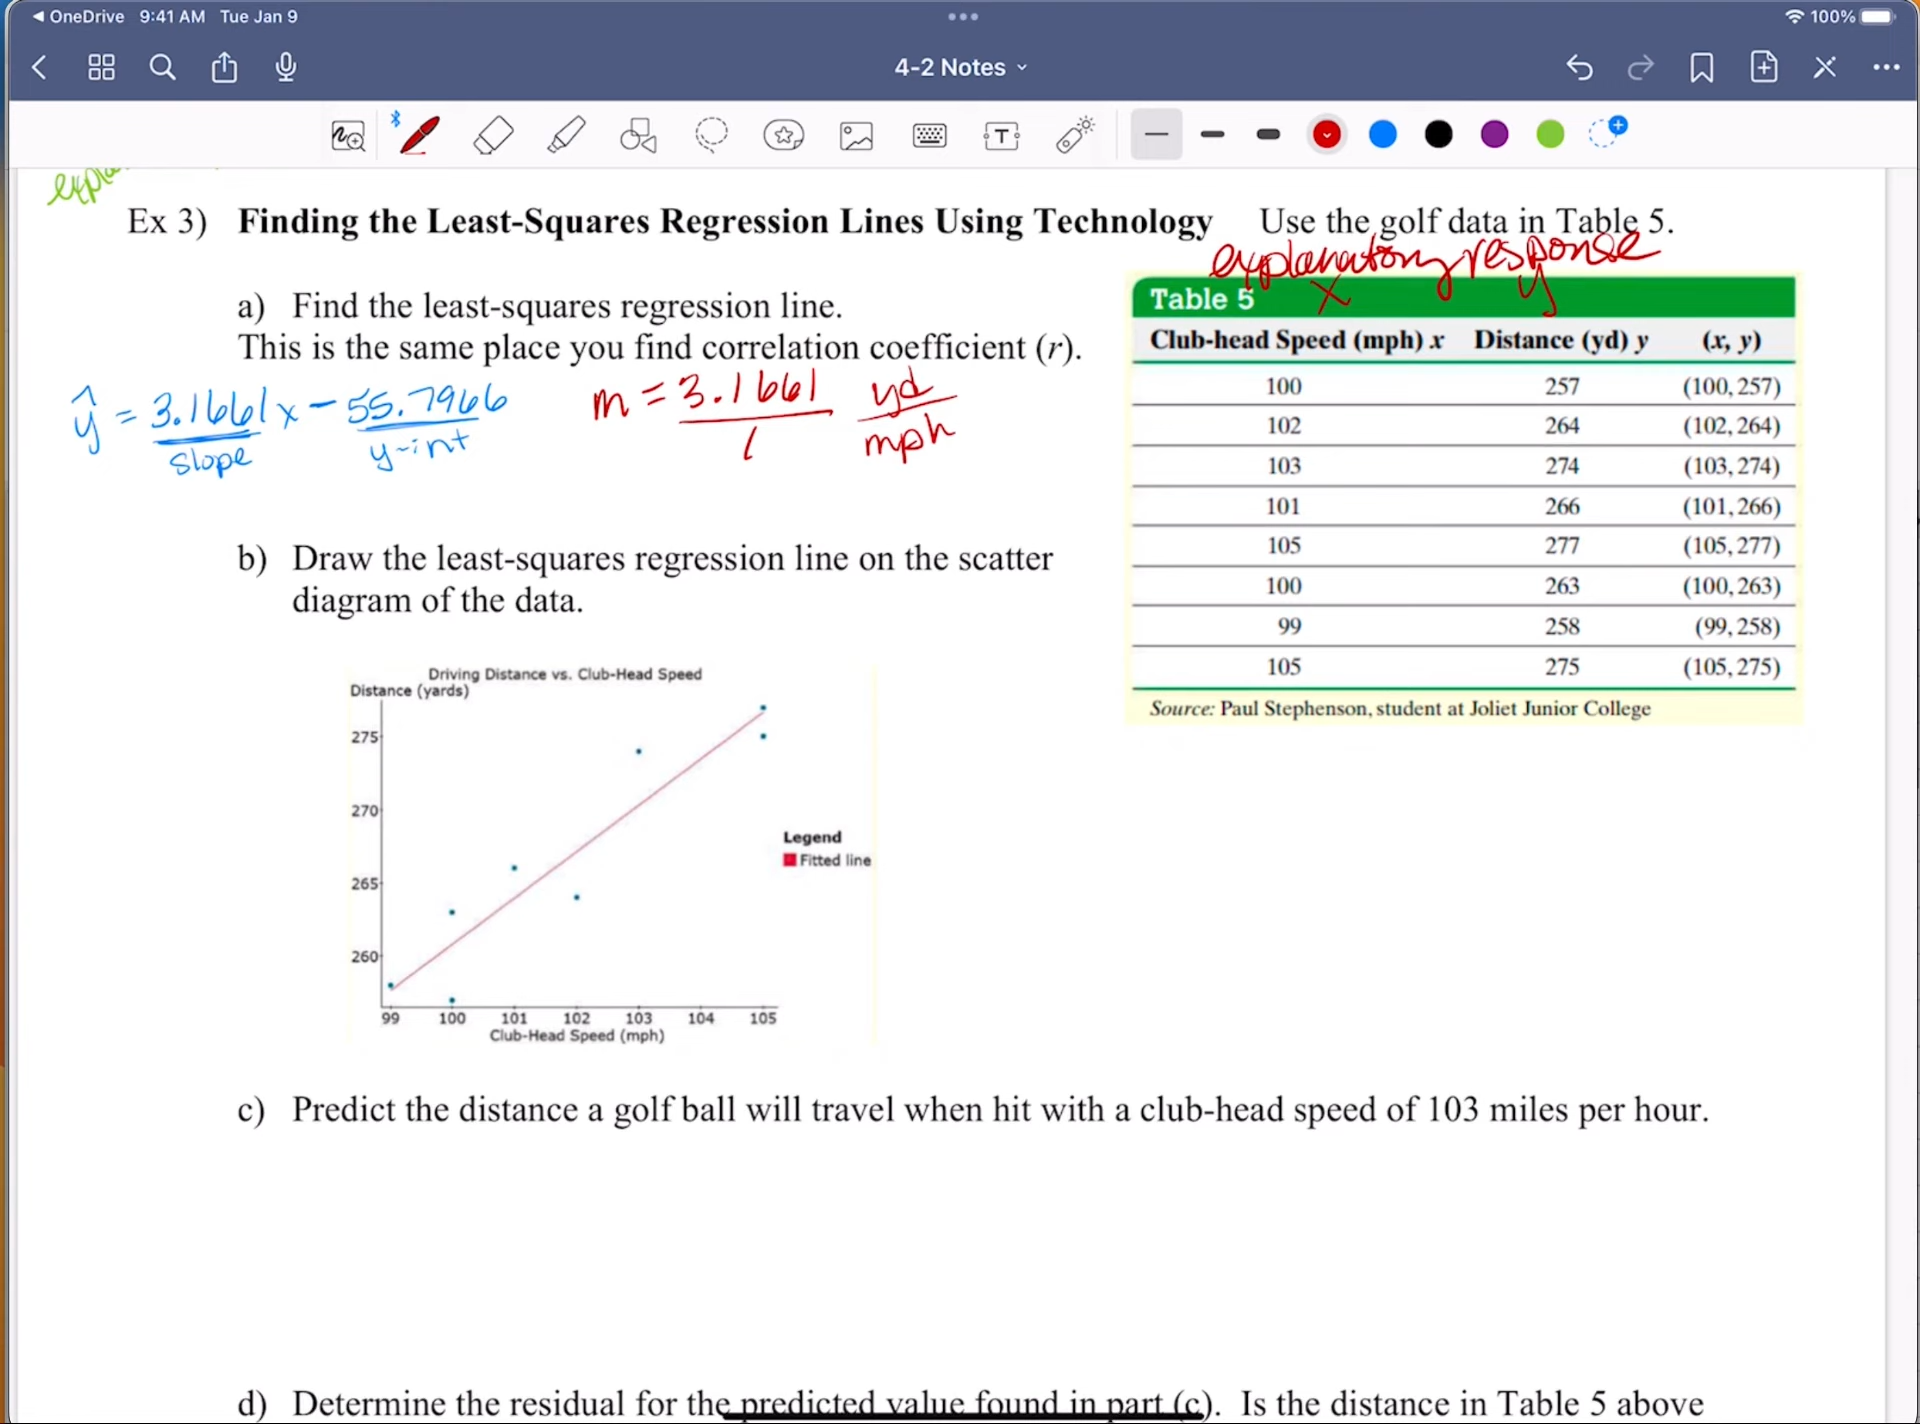 OneDrive 9:41 AM Tue Jan 9 100%
4-2 Notes
Ex 3) Finding the Least-Squares Regression Lines Using Technology Use the golf data in Table 5.
explanatory response
x y
a) Find the least-squares regression line.
This is the same place you find correlation coefficient (r).
ŷ = 3.1661x - 55.7966
slope y-int
m = 3.1661 yd
1 mph
Table 5
Club-head Speed (mph) x Distance (yd) y (x, y)
100 257 (100, 257)
102 264 (102, 264)
103 274 (103, 274)
101 266 (101, 266)
105 277 (105, 277)
100 263 (100, 263)
99 258 (99, 258)
105 275 (105, 275)
Source: Paul Stephenson, student at Joliet Junior College
b) Draw the least-squares regression line on the scatter
diagram of the data.
Driving Distance vs. Club-Head Speed
Distance (yards)
275
270
265
260
99 100 101 102 103 104 105
Club-Head Speed (mph)
Legend
Fitted line
c) Predict the distance a golf ball will travel when hit with a club-head speed of 103 miles per hour.
d) Determine the residual for the predicted value found in part (c). Is the distance in Table 5 above